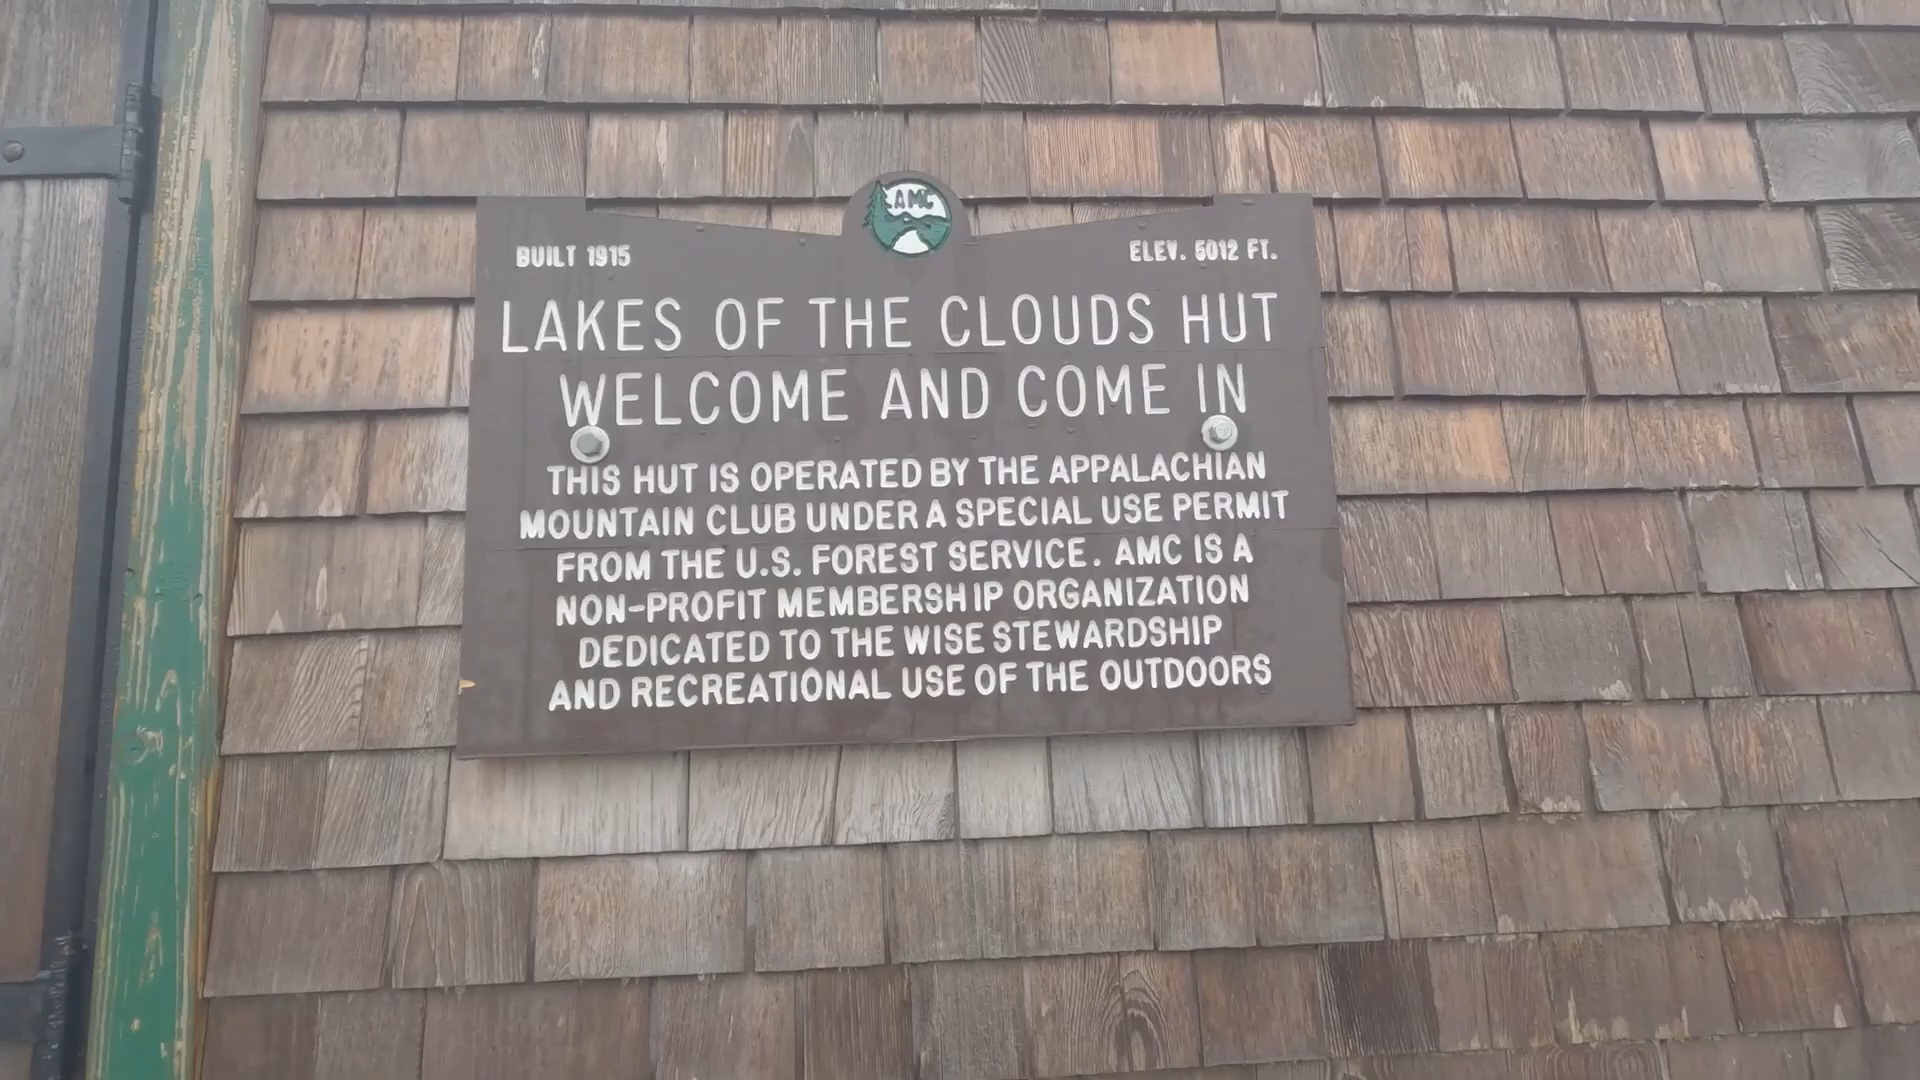 AMC
BUILT 1915
ELEV. 5012 FT.
LAKES OF THE CLOUDS HUT
WELCOME AND COME IN
THIS HUT IS OPERATED BY THE APPALACHIAN
MOUNTAIN CLUB UNDER A SPECIAL USE PERMIT
FROM THE U.S. FOREST SERVICE. AMC IS A
NON-PROFIT MEMBERSHIP ORGANIZATION
DEDICATED TO THE WISE STEWARDSHIP
AND RECREATIONAL USE OF THE OUTDOORS